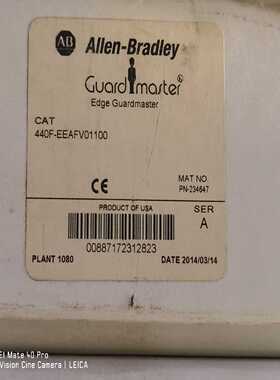 AB Allen-Bradley
Guardmaster
Edge Guardmaster
CAT
440F-EEAFV01100
MAT NO.
PN-234647
CE
PRODUCT OF USA
SER
A
00887172312823
PLANT 1080
DATE 2014/03/14
EI Mate 40 Pro
Vision Cine Camera | LEICA